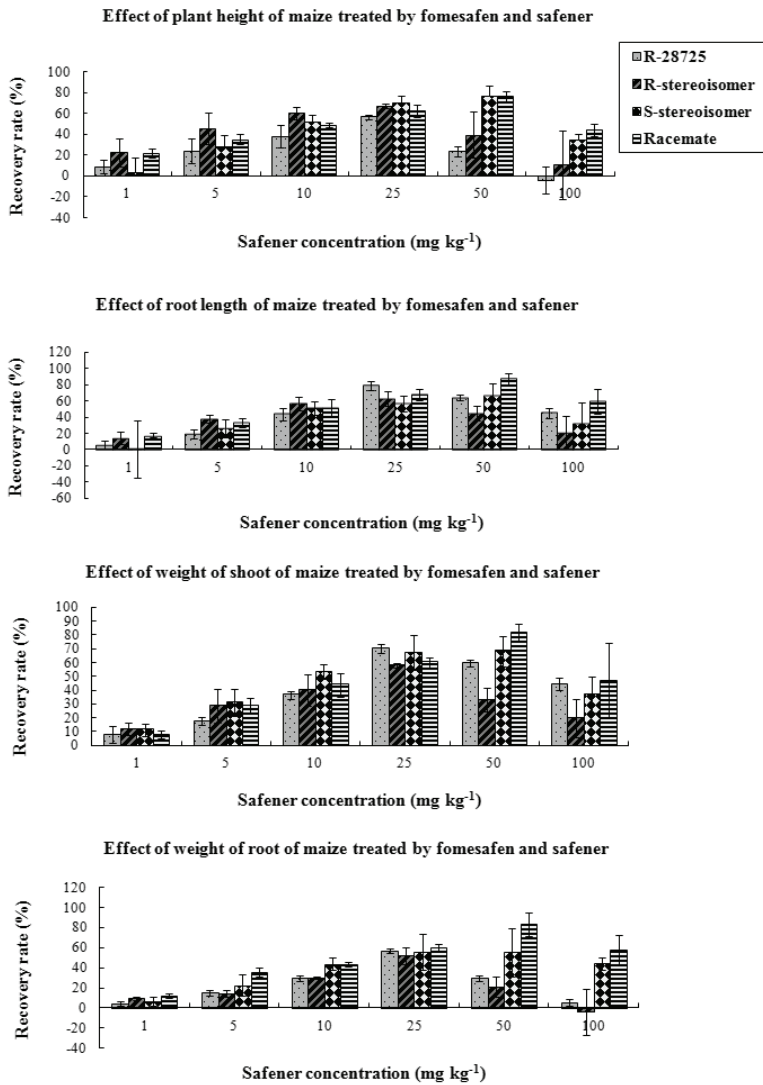 Effect of plant height of maize treated by fomesafen and safener
R-28725
R-stereoisomer
S-stereoisomer
Racemate
Recovery rate (%)
100
80
60
40
20
0
-20
-40
1 5 10 25 50 100
Safener concentration (mg kg-1)
Effect of root length of maize treated by fomesafen and safener
Recovery rate (%)
120
100
80
60
40
20
0
-20
-40
-60
1 5 10 25 50 100
Safener concentration (mg kg-1)
Effect of weight of shoot of maize treated by fomesafen and safener
Recovery rate (%)
100
90
80
70
60
50
40
30
20
10
0
1 5 10 25 50 100
Safener concentration (mg kg-1)
Effect of weight of root of maize treated by fomesafen and safener
Recovery rate (%)
120
100
80
60
40
20
0
-20
-40
1 5 10 25 50 100
Safener concentration (mg kg-1)